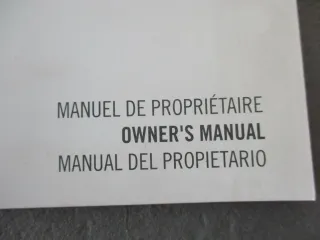 MANUEL DE PROPRIÉTAIRE
OWNER'S MANUAL
MANUAL DEL PROPIETARIO